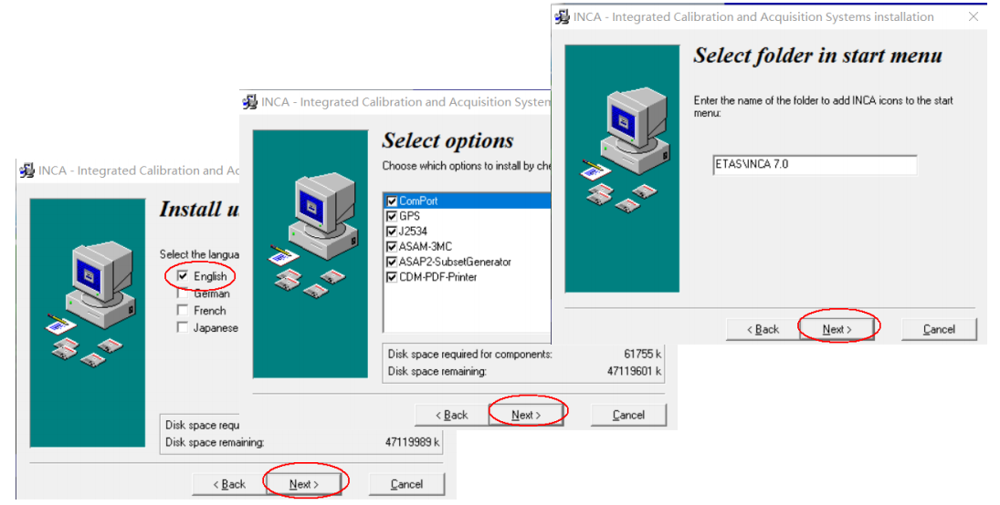 INCA - Integrated Calibration and Ac
Install u
Select the langua
English
German
French
Japanese
Disk space requ
Disk space remaining: 47119989 k
< Back Next > Cancel
INCA - Integrated Calibration and Acquisition System
Select options
Choose which options to install by che
ComPort
GPS
J2534
ASAM-3MC
ASAP2-SubsetGenerator
CDM-PDF-Printer
Disk space required for components: 61755 k
Disk space remaining: 47119601 k
< Back Next > Cancel
INCA - Integrated Calibration and Acquisition Systems installation
Select folder in start menu
Enter the name of the folder to add INCA icons to the start
menu:
ETAS\INCA 7.0
< Back Next > Cancel